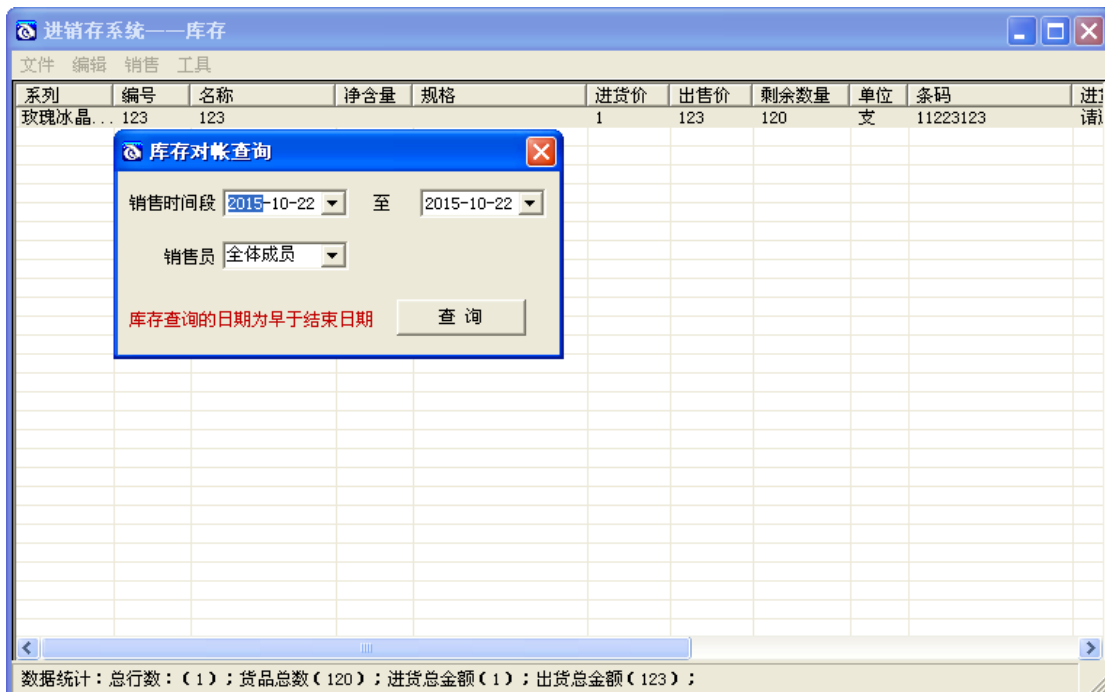 进销存系统——库存
文件 编辑 销售 工具
系列 编号 名称 净含量 规格 进货价 出售价 剩余数量 单位 条码
玫瑰冰晶... 123 123 1 123 120 支 11223123
库存对帐查询
销售时间段 2015-10-22 至 2015-10-22
销售员 全体成员
库存查询的日期为早于结束日期 查 询
数据统计：总行数：(1)；货品总数(120)；进货总金额(1)；出货总金额(123)；